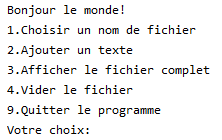 Bonjour le monde!
1.Choisir un nom de fichier
2.Ajouter un texte
3.Afficher le fichier complet
4.Vider le fichier
9.Quitter le programme
Votre choix: